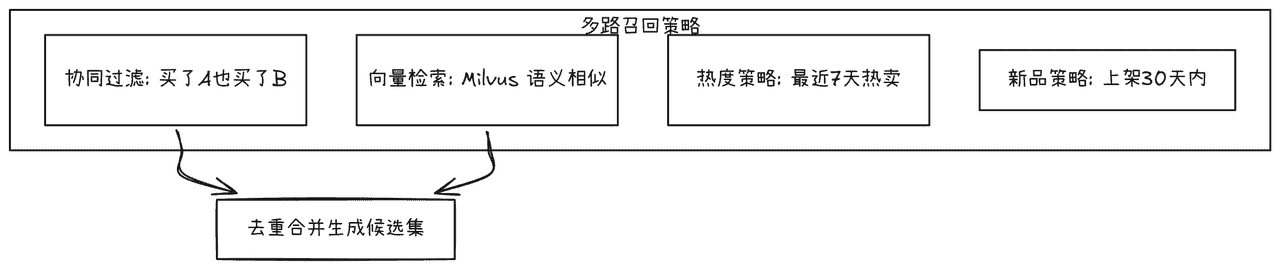 多路召回策略
协同过滤: 买了A也买了B
向量检索: Milvus 语义相似
热度策略: 最近7天热卖
新品策略: 上架30天内
去重合并生成候选集